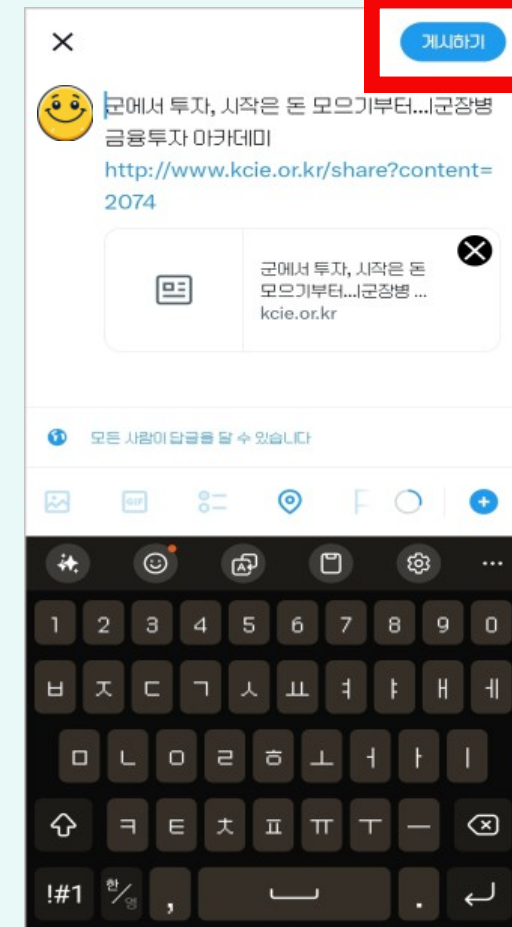 게시하기
군에서 투자, 시작은 돈 모으기부터...|군장병
금융투자 아카데미
http://www.kcie.or.kr/share?content=
2074
군에서 투자, 시작은 돈
모으기부터...|군장병 ...
kcie.or.kr
모든 사람이 답글을 달 수 있습니다
GIF
1 2 3 4 5 6 7 8 9 0
ㅂ ㅈ ㄷ ㄱ ㅅ ㅛ ㅕ ㅑ ㅐ ㅔ
ㅁ ㄴ ㅇ ㄹ ㅎ ㅗ ㅓ ㅏ ㅣ
ㅋ ㅌ ㅊ ㅍ ㅠ ㅜ ㅡ
!#1 한/영 , .